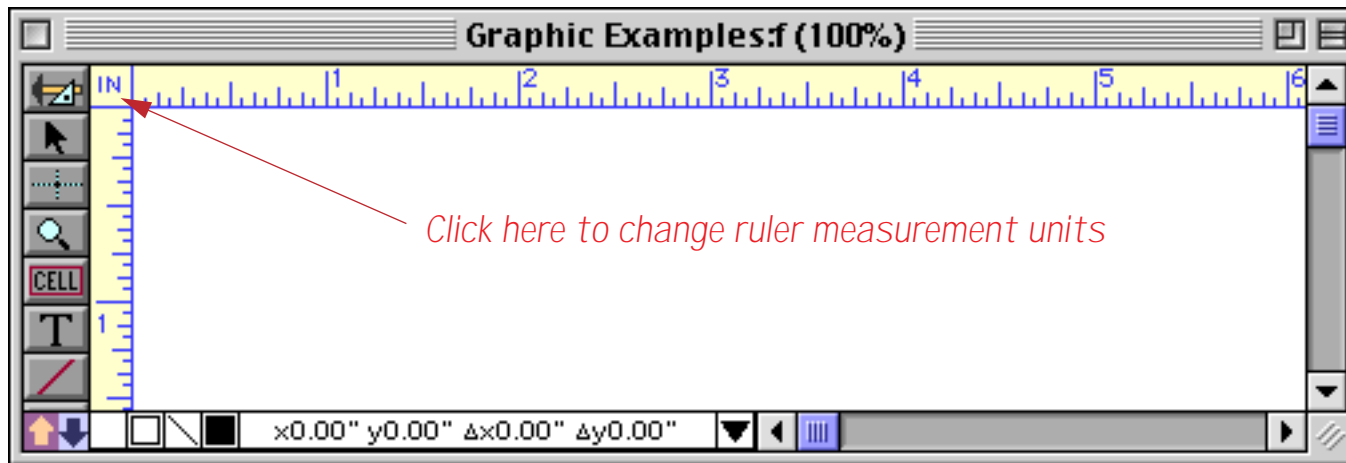 Graphic Examples:f (100%)
IN 1 2 3 4 5 6
Click here to change ruler measurement units
CELL
T
1
x0.00" y0.00" Δx0.00" Δy0.00"